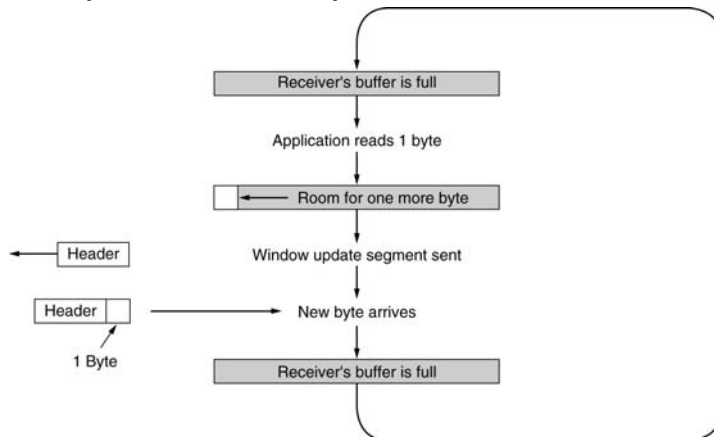 Receiver's buffer is full
Application reads 1 byte
Room for one more byte
Header
Window update segment sent
Header
New byte arrives
1 Byte
Receiver's buffer is full